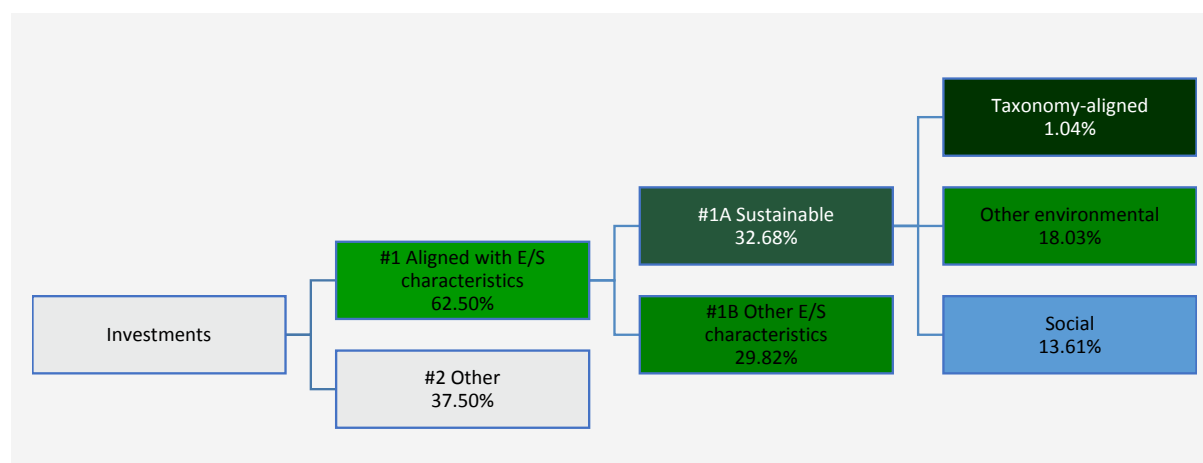 Investments
#1 Aligned with E/S
characteristics
62.50%
#2 Other
37.50%
#1A Sustainable
32.68%
#1B Other E/S
characteristics
29.82%
Taxonomy-aligned
1.04%
Other environmental
18.03%
Social
13.61%